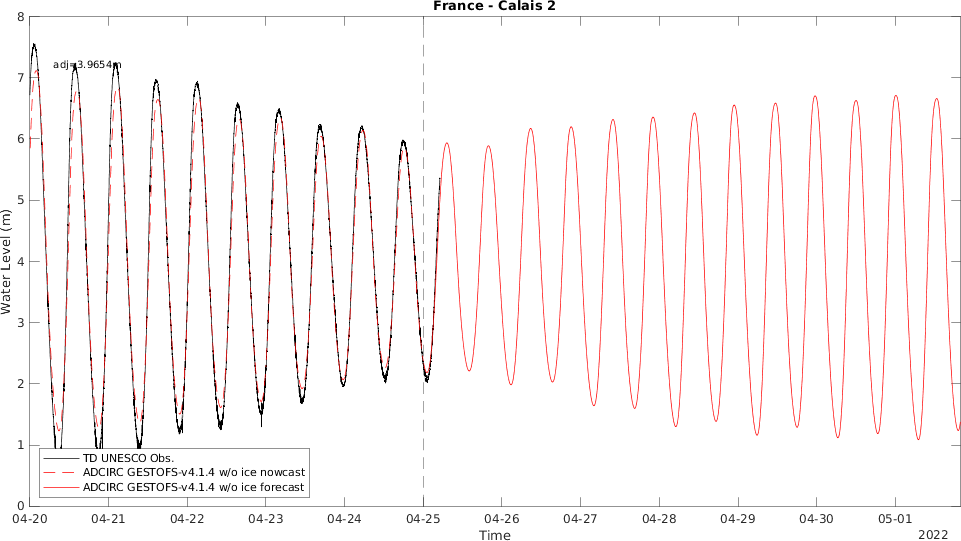 France - Calais 2
adj=3.9654m
Water Level (m)
8
7
6
5
4
3
2
1
0
TD UNESCO Obs.
ADCIRC GESTOFS-v4.1.4 w/o ice nowcast
ADCIRC GESTOFS-v4.1.4 w/o ice forecast
04-20 04-21 04-22 04-23 04-24 04-25 04-26 04-27 04-28 04-29 04-30 05-01
Time
2022